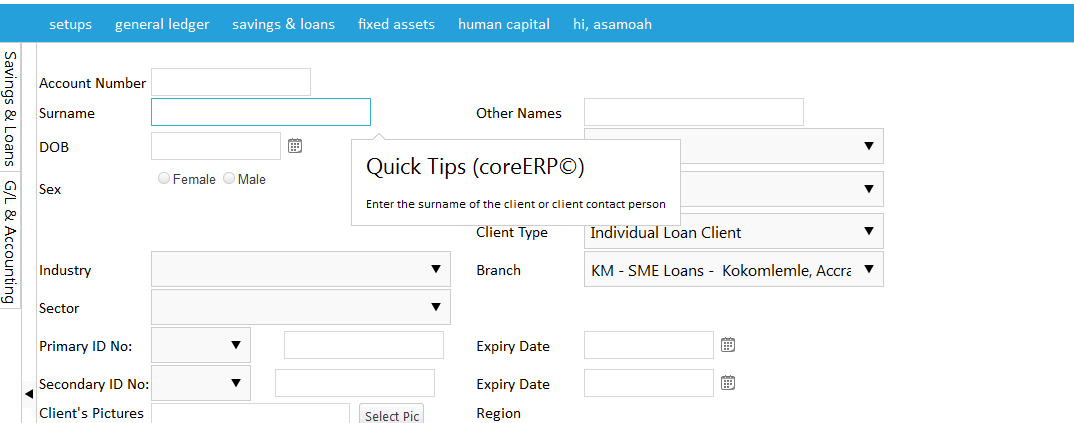 setups general ledger savings & loans fixed assets human capital hi, asamoah
Savings & Loans
G/L & Accounting
Account Number
Surname Other Names
DOB
Quick Tips (coreERP©)
Enter the surname of the client or client contact person
Sex Female Male
Client Type Individual Loan Client
Industry Branch KM - SME Loans - Kokomlemle, Accra
Sector
Primary ID No: Expiry Date
Secondary ID No: Expiry Date
Client's Pictures Select Pic Region